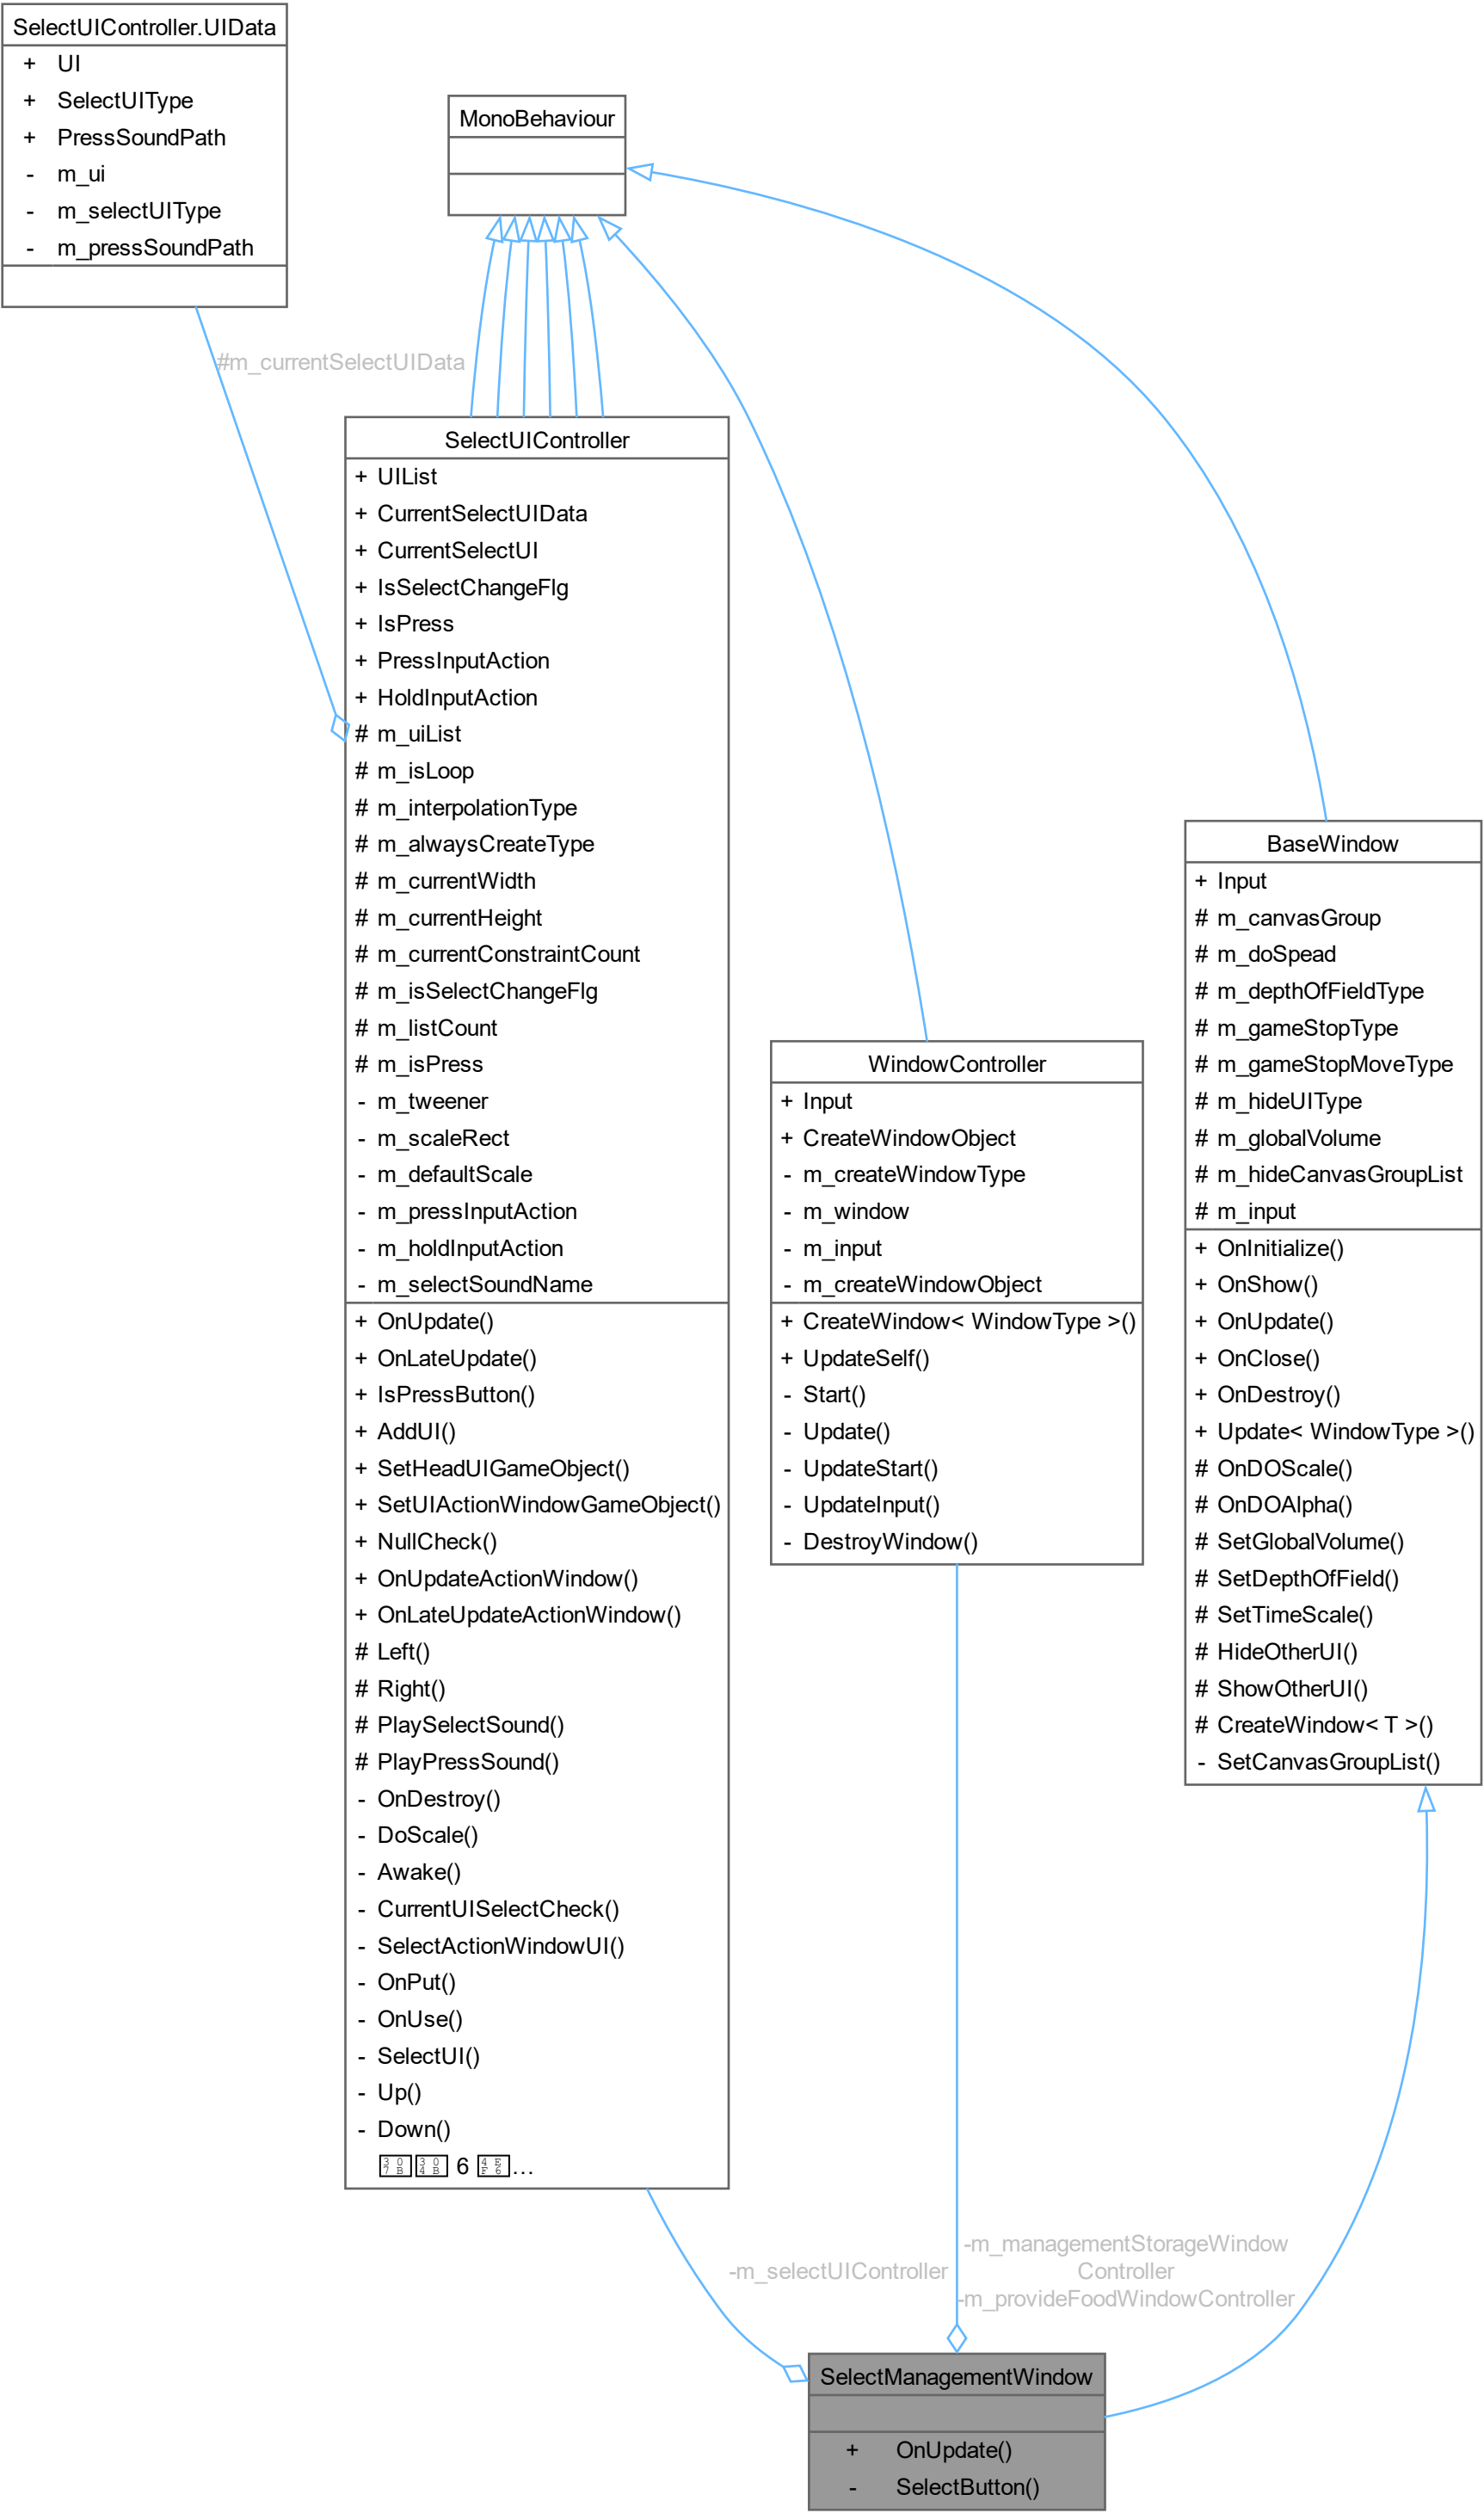 SelectUIController.UIData
+ UI
+ SelectUIType
+ PressSoundPath
- m_ui
- m_selectUIType
- m_pressSoundPath
MonoBehaviour
#m_currentSelectUIData
SelectUIController
+ UIList
+ CurrentSelectUIData
+ CurrentSelectUI
+ IsSelectChangeFlg
+ IsPress
+ PressInputAction
+ HoldInputAction
# m_uiList
# m_isLoop
# m_interpolationType
# m_alwaysCreateType
# m_currentWidth
# m_currentHeight
# m_currentConstraintCount
# m_isSelectChangeFlg
# m_listCount
# m_isPress
- m_tweener
- m_scaleRect
- m_defaultScale
- m_pressInputAction
- m_holdInputAction
- m_selectSoundName
+ OnUpdate()
+ OnLateUpdate()
+ IsPressButton()
+ AddUI()
+ SetHeadUIGameObject()
+ SetUIActionWindowGameObject()
+ NullCheck()
+ OnUpdateActionWindow()
+ OnLateUpdateActionWindow()
# Left()
# Right()
# PlaySelectSound()
# PlayPressSound()
- OnDestroy()
- DoScale()
- Awake()
- CurrentUISelectCheck()
- SelectActionWindowUI()
- OnPut()
- OnUse()
- SelectUI()
- Up()
- Down()
6 ...
WindowController
+ Input
+ CreateWindowObject
- m_createWindowType
- m_window
- m_input
- m_createWindowObject
+ CreateWindow< WindowType >()
+ UpdateSelf()
- Start()
- Update()
- UpdateStart()
- UpdateInput()
- DestroyWindow()
BaseWindow
+ Input
# m_canvasGroup
# m_doSpead
# m_depthOfFieldType
# m_gameStopType
# m_gameStopMoveType
# m_hideUIType
# m_globalVolume
# m_hideCanvasGroupList
# m_input
+ OnInitialize()
+ OnShow()
+ OnUpdate()
+ OnClose()
+ OnDestroy()
+ Update< WindowType >()
# OnDOScale()
# OnDOAlpha()
# SetGlobalVolume()
# SetDepthOfField()
# SetTimeScale()
# HideOtherUI()
# ShowOtherUI()
# CreateWindow< T >()
- SetCanvasGroupList()
-m_selectUIController
-m_managementStorageWindow
Controller
-m_provideFoodWindowController
SelectManagementWindow
+ OnUpdate()
- SelectButton()